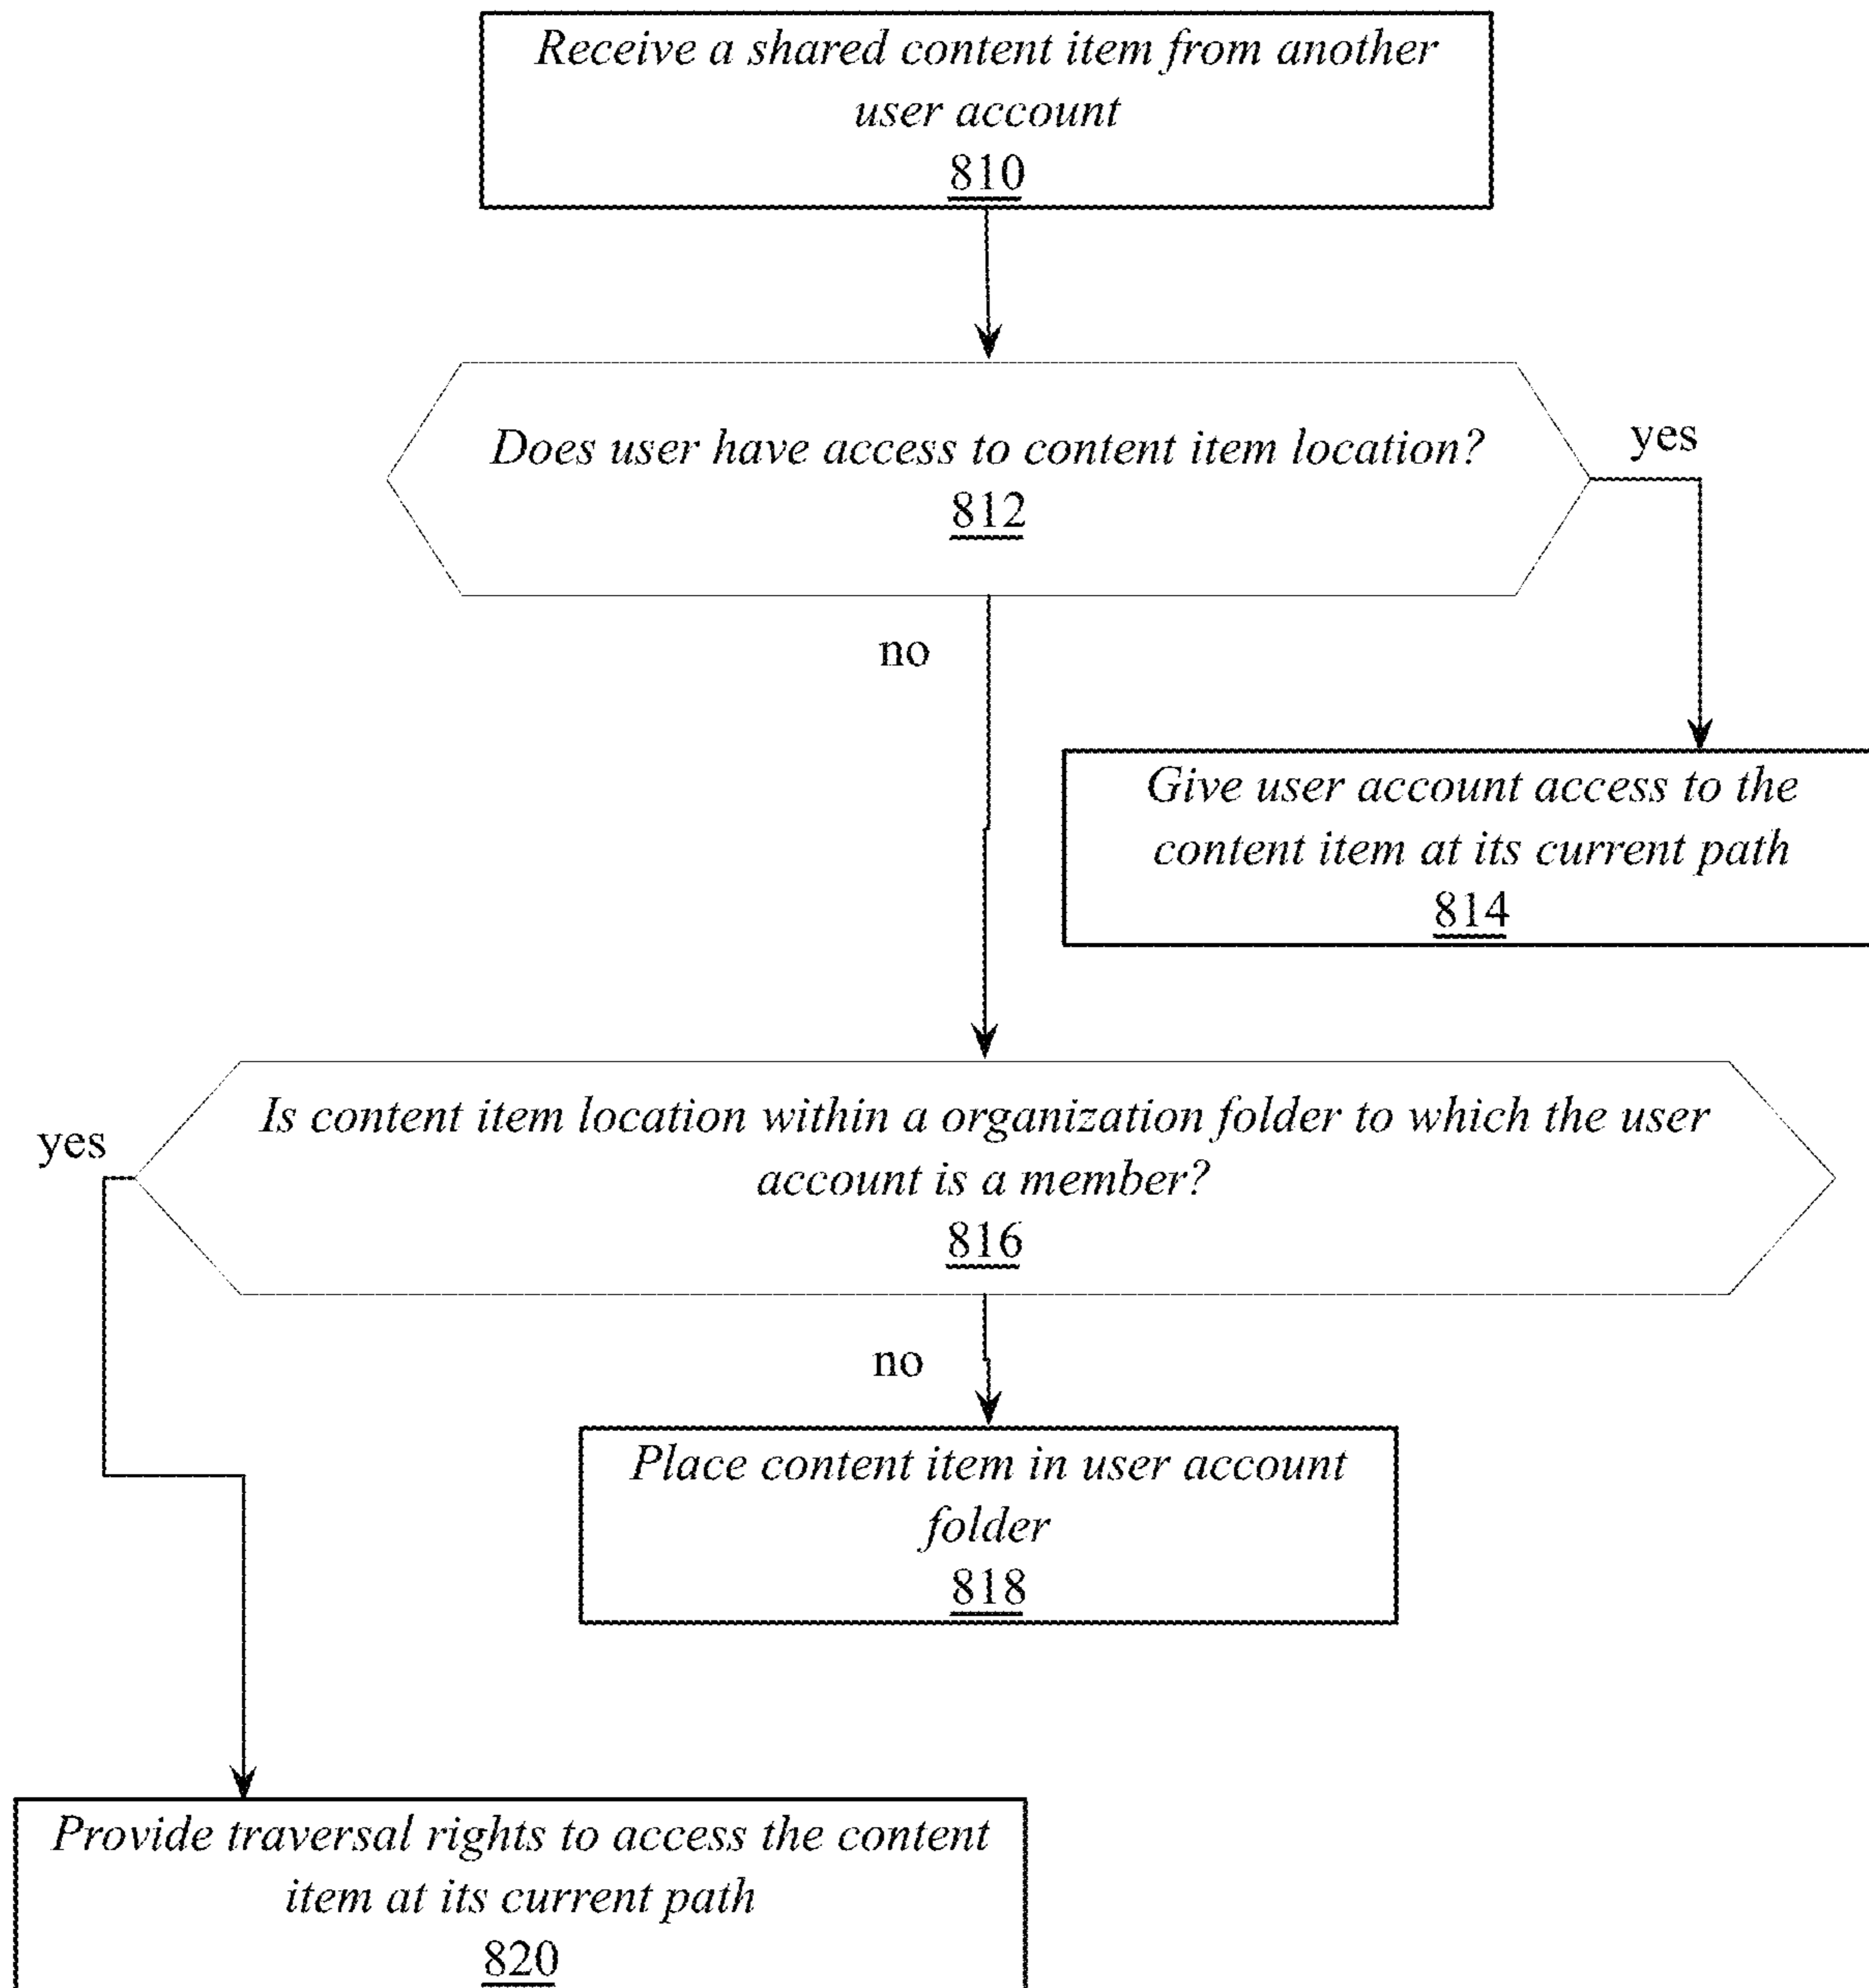 Receive a shared content item from another
user account
810
Does user have access to content item location?
812
yes
no
Give user account access to the
content item at its current path
814
Is content item location within a organization folder to which the user
account is a member?
816
yes
no
Place content item in user account
folder
818
Provide traversal rights to access the content
item at its current path
820